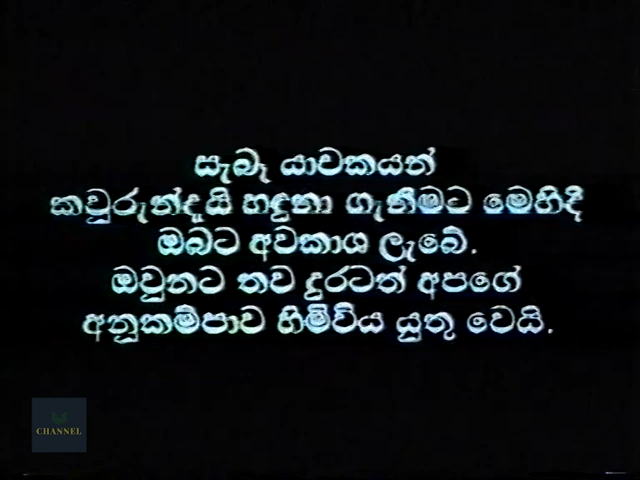 සැබෑ යාචකයන්
කවුරුන්දැයි හඳුනා ගැනීමට මෙහිදී
ඔබට අවකාශ ලැබේ.
ඔවුනට තව දුරටත් අපගේ
අනුකම්පාව හිමිවිය යුතු වෙයි.
CHANNEL